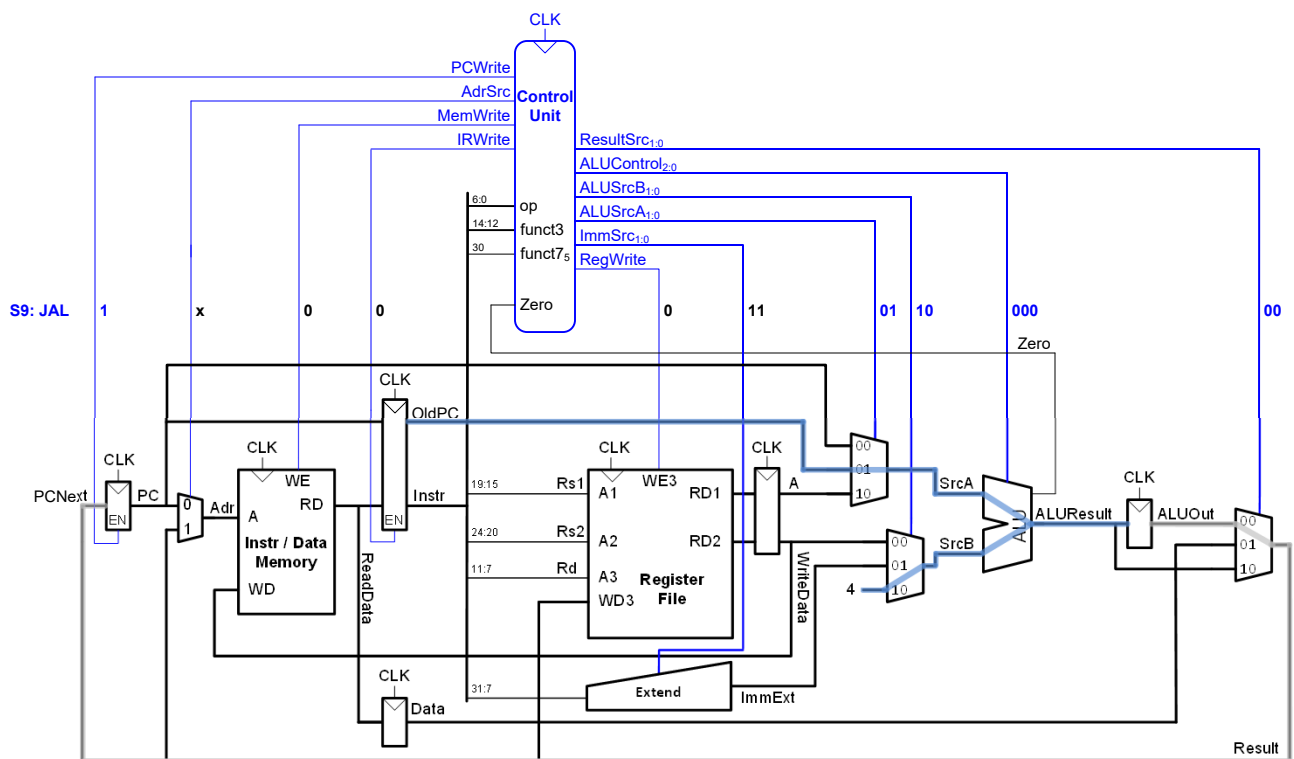 CLK
PCWrite
AdrSrc
MemWrite
IRWrite
Control
Unit
ResultSrc1:0
ALUControl2:0
ALUSrcB1:0
ALUSrcA1:0
ImmSrc1:0
RegWrite
6:0 op
14:12 funct3
30 funct75
Zero
S9: JAL 1 x 0 0 0 11 01 10 000 00
Zero
CLK
OldPC
CLK
CLK
CLK
CLK
CLK
PCNext
PC
EN
0
1
Adr
WE
RD
A
Instr / Data
Memory
WD
ReadData
Instr
EN
19:15 Rs1
24:20 Rs2
11:7 Rd
A1
A2
A3
WD3
WE3
RD1
RD2
Register
File
A
WriteData
00
01
10
SrcA
00
01
10
SrcB
4
ALU
ALUResult
ALUOut
00
01
10
31:7
Extend
ImmExt
CLK
Data
Result